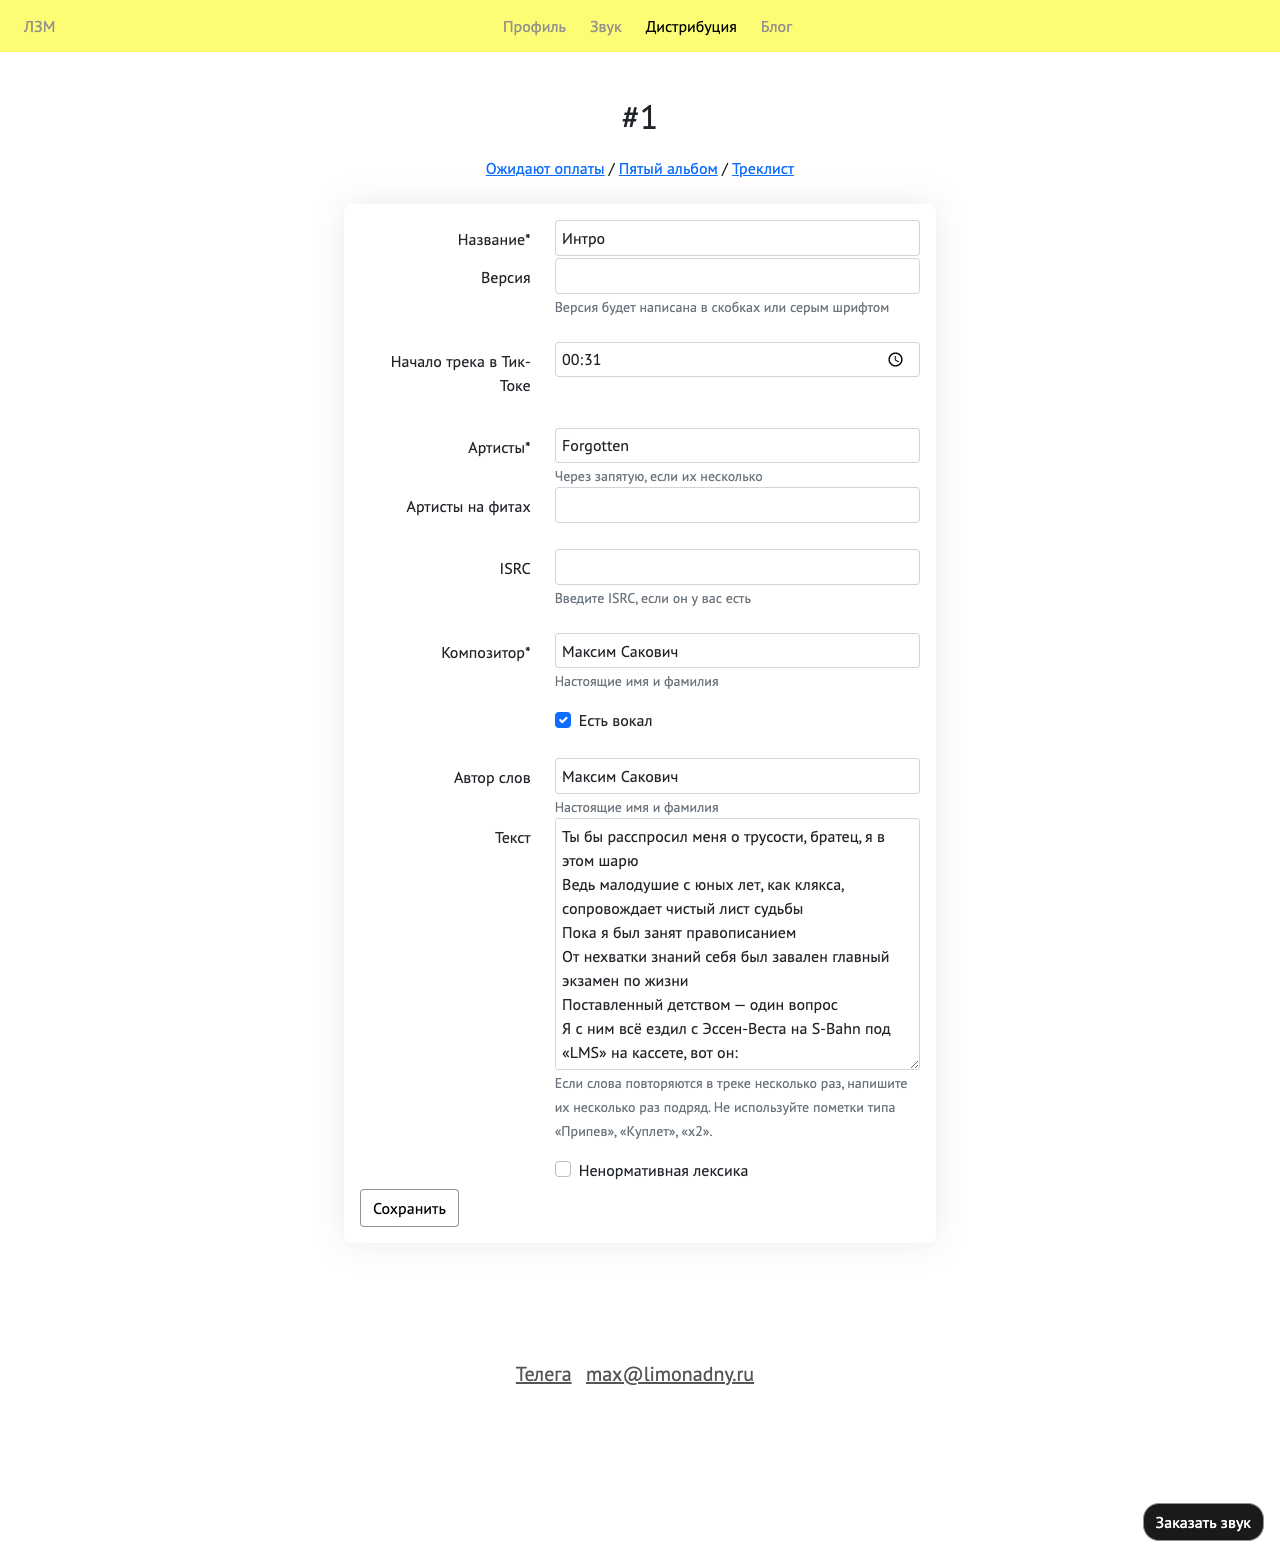 ЛЗМ Профиль Звук Дистрибуция Блог
#1
Ожидают оплаты / Пятый альбом / Треклист
Название* Интро
Версия
Версия будет написана в скобках или серым шрифтом
Начало трека в Тик-
Токе
00:31
Артисты* Forgotten
Через запятую, если их несколько
Артисты на фитах
ISRC
Введите ISRC, если он у вас есть
Композитор* Максим Сакович
Настоящие имя и фамилия
Есть вокал
Автор слов Максим Сакович
Настоящие имя и фамилия
Текст
Ты бы расспросил меня о трусости, братец, я в
этом шарю
Ведь малодушие с юных лет, как клякса,
сопровождает чистый лист судьбы
Пока я был занят правописанием
От нехватки знаний себя был завален главный
экзамен по жизни
Поставленный детством — один вопрос
Я с ним всё ездил с Эссен-Веста на S-Bahn под
«LMS» на кассете, вот он:
Если слова повторяются в треке несколько раз, напишите
их несколько раз подряд. Не используйте пометки типа
«Припев», «Куплет», «x2».
Ненормативная лексика
Сохранить
Телега max@limonadny.ru
Заказать звук